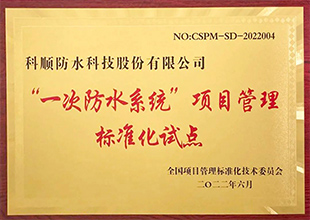 NO:CSPM-SD-2022004
科顺防水科技股份有限公司
“一次防水系统”项目管理
标准化试点
全国项目管理标准化技术委员会
二〇二二年六月